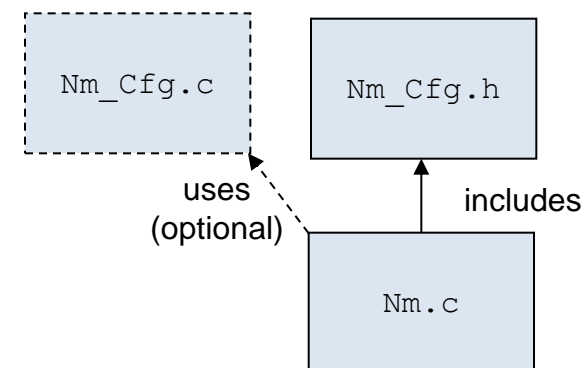 Nm_Cfg.c
Nm_Cfg.h
uses
(optional)
includes
Nm.c